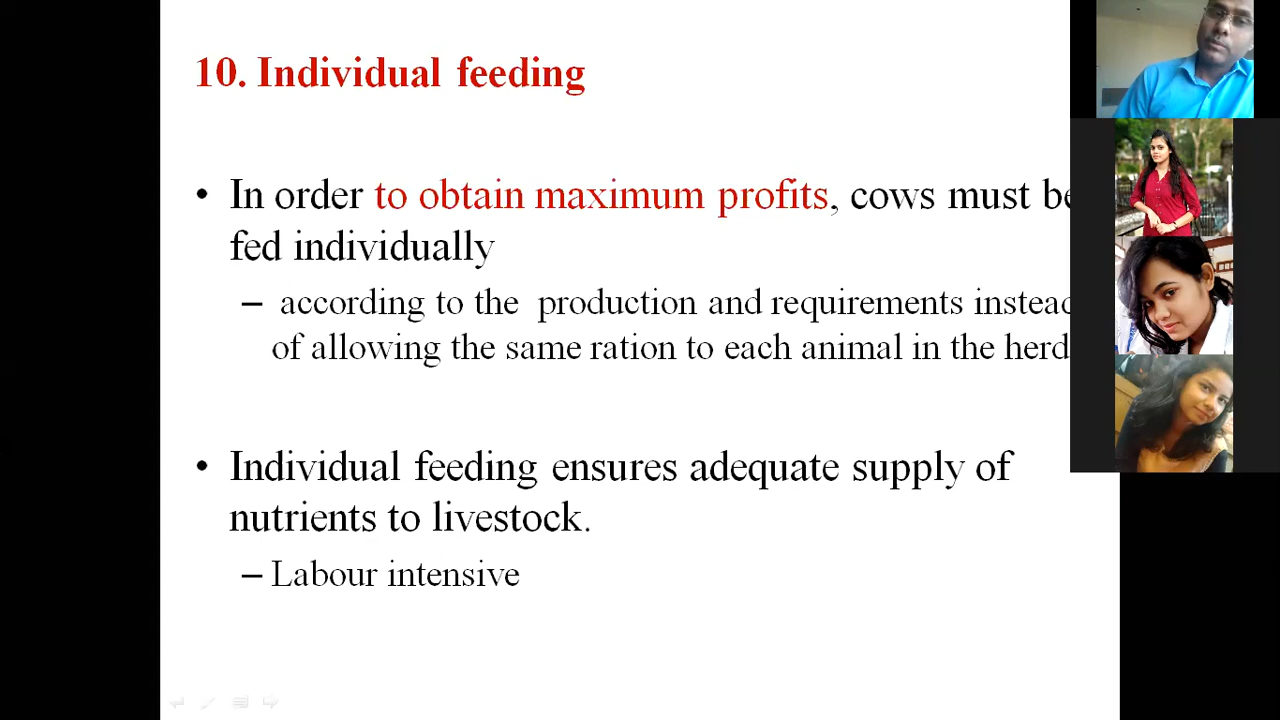 10. Individual feeding
• In order to obtain maximum profits, cows must be
fed individually
– according to the production and requirements instead
of allowing the same ration to each animal in the herd
• Individual feeding ensures adequate supply of
nutrients to livestock.
– Labour intensive